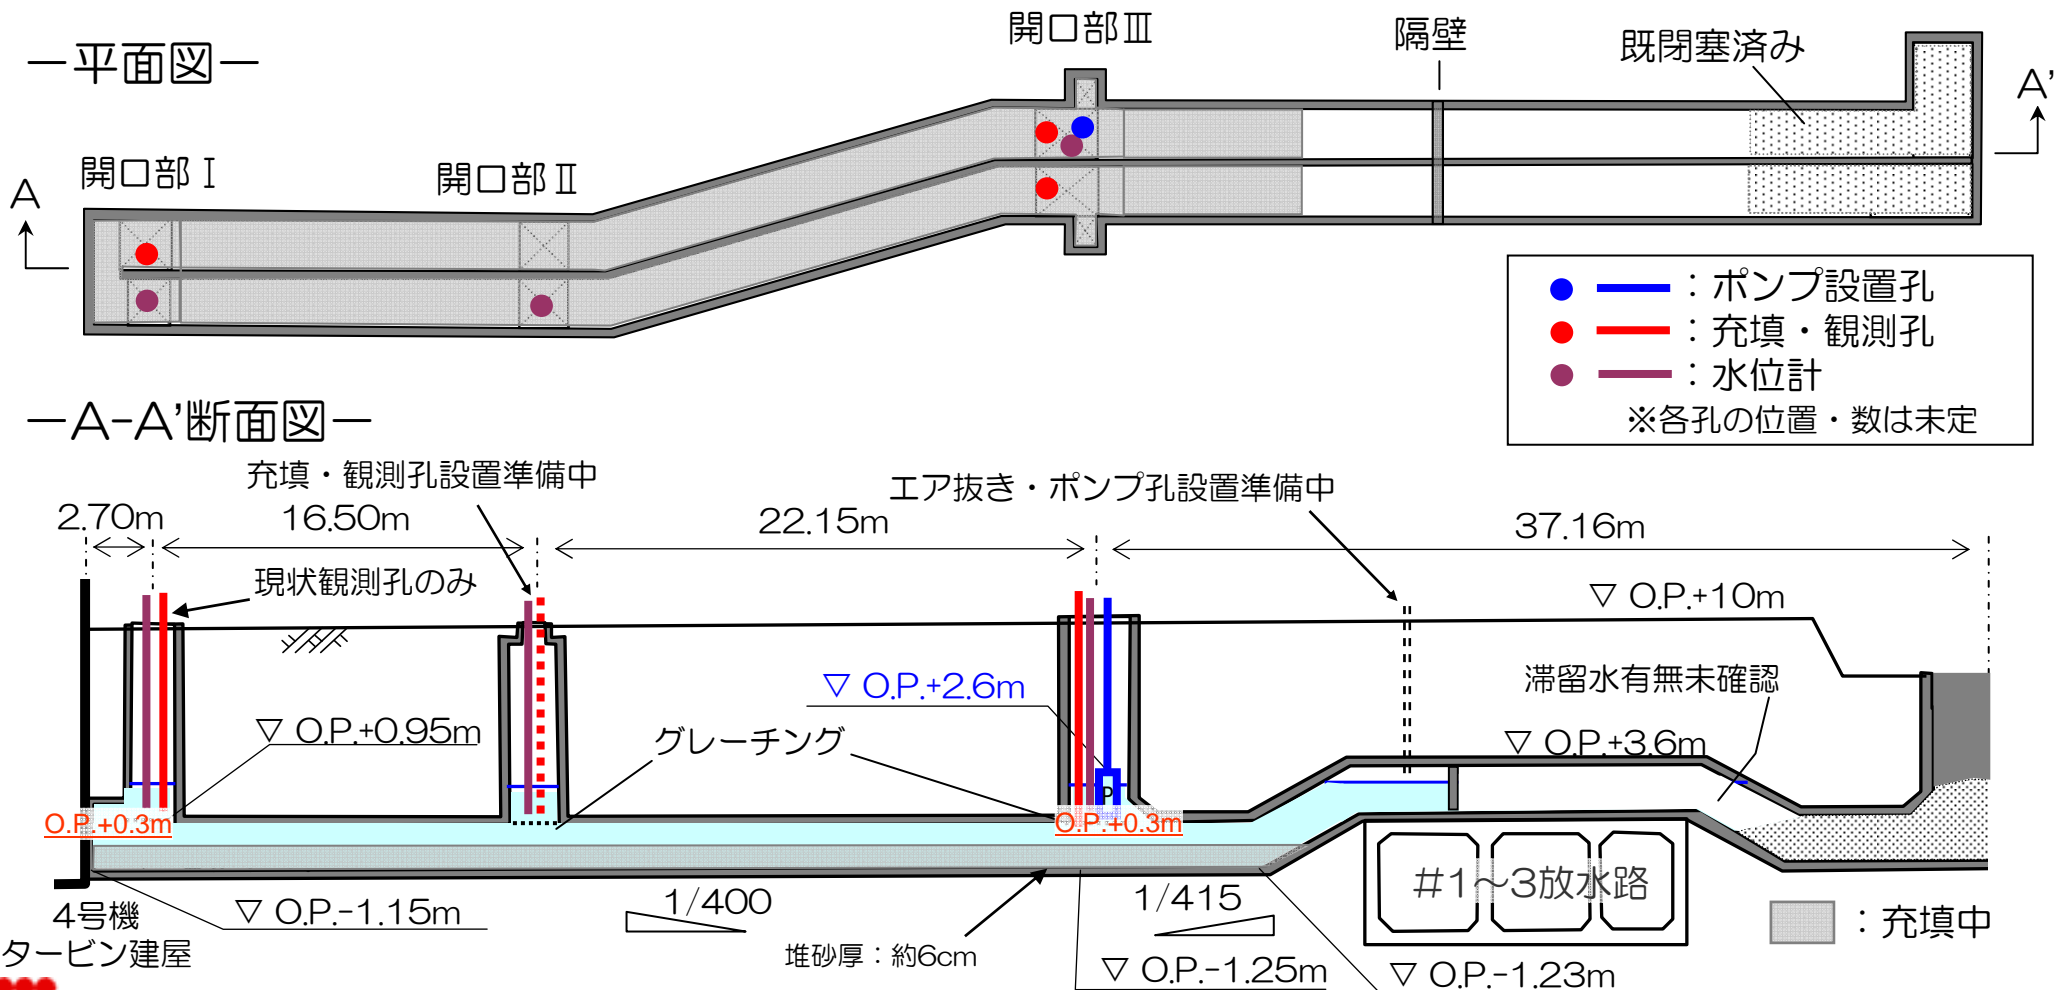 開口部Ⅲ
隔壁
既閉塞済み
―平面図―
A'
開口部Ⅰ
開口部Ⅱ
A
：ポンプ設置孔
：充填・観測孔
：水位計
※各孔の位置・数は未定
―A-A'断面図―
充填・観測孔設置準備中
エア抜き・ポンプ孔設置準備中
2.70m
16.50m
22.15m
37.16m
現状観測孔のみ
▽ O.P.+10m
▽ O.P.+2.6m
滞留水有無未確認
▽ O.P.+0.95m
グレーチング
▽ O.P.+3.6m
P
O.P.+0.3m
O.P.+0.3m
#1～3放水路
4号機
タービン建屋
▽ O.P.-1.15m
1/400
1/415
：充填中
堆砂厚：約6cm
▽ O.P.-1.25m
▽ O.P.-1.23m